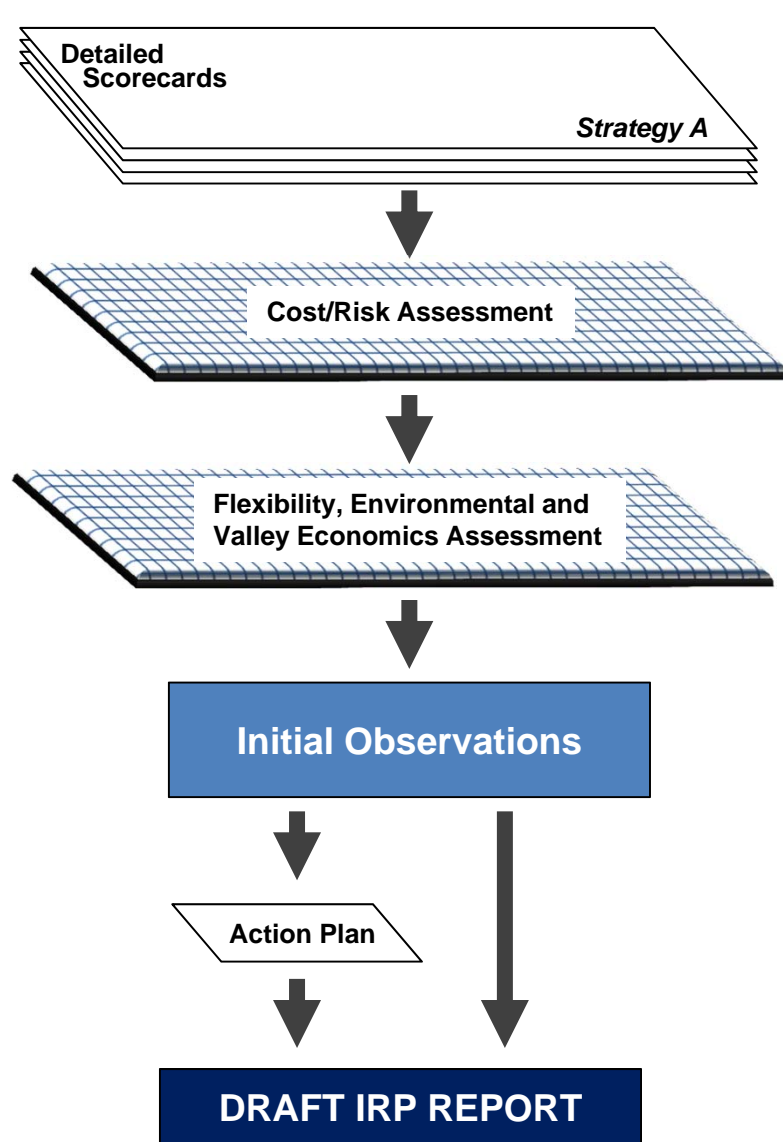 Detailed
Scorecards
Strategy A
Cost/Risk Assessment
Flexibility, Environmental and
Valley Economics Assessment
Initial Observations
Action Plan
DRAFT IRP REPORT